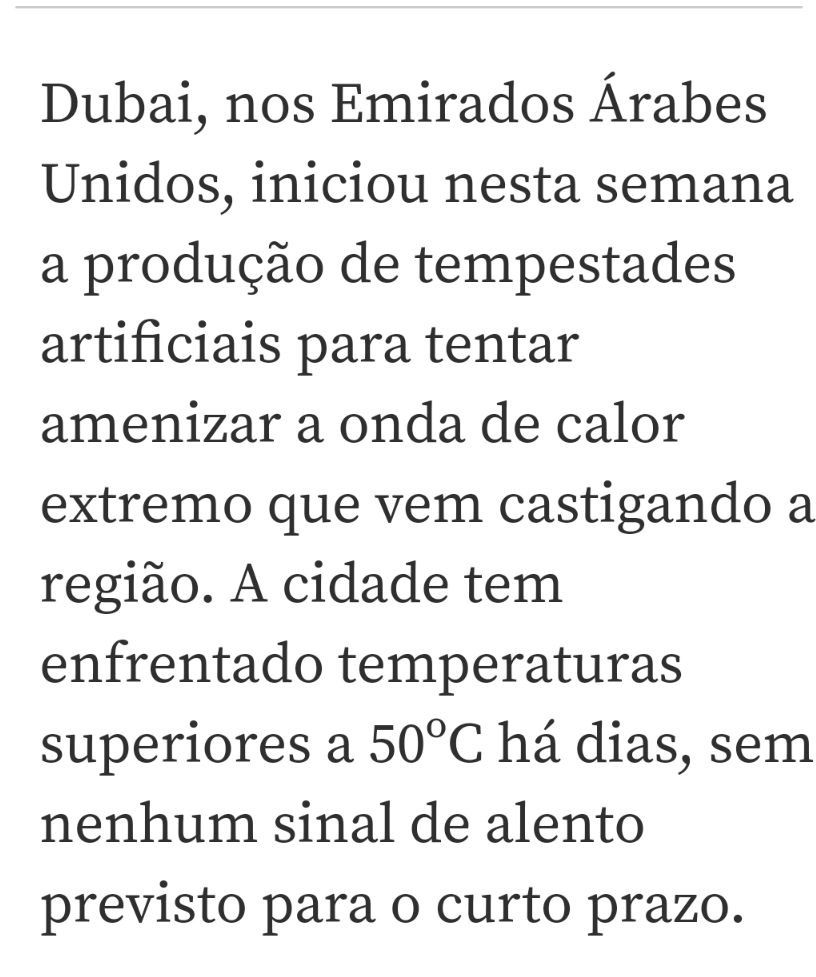 Dubai, nos Emirados Árabes
Unidos, iniciou nesta semana
a produção de tempestades
artificiais para tentar
amenizar a onda de calor
extremo que vem castigando a
região. A cidade tem
enfrentado temperaturas
superiores a 50ºC há dias, sem
nenhum sinal de alento
previsto para o curto prazo.